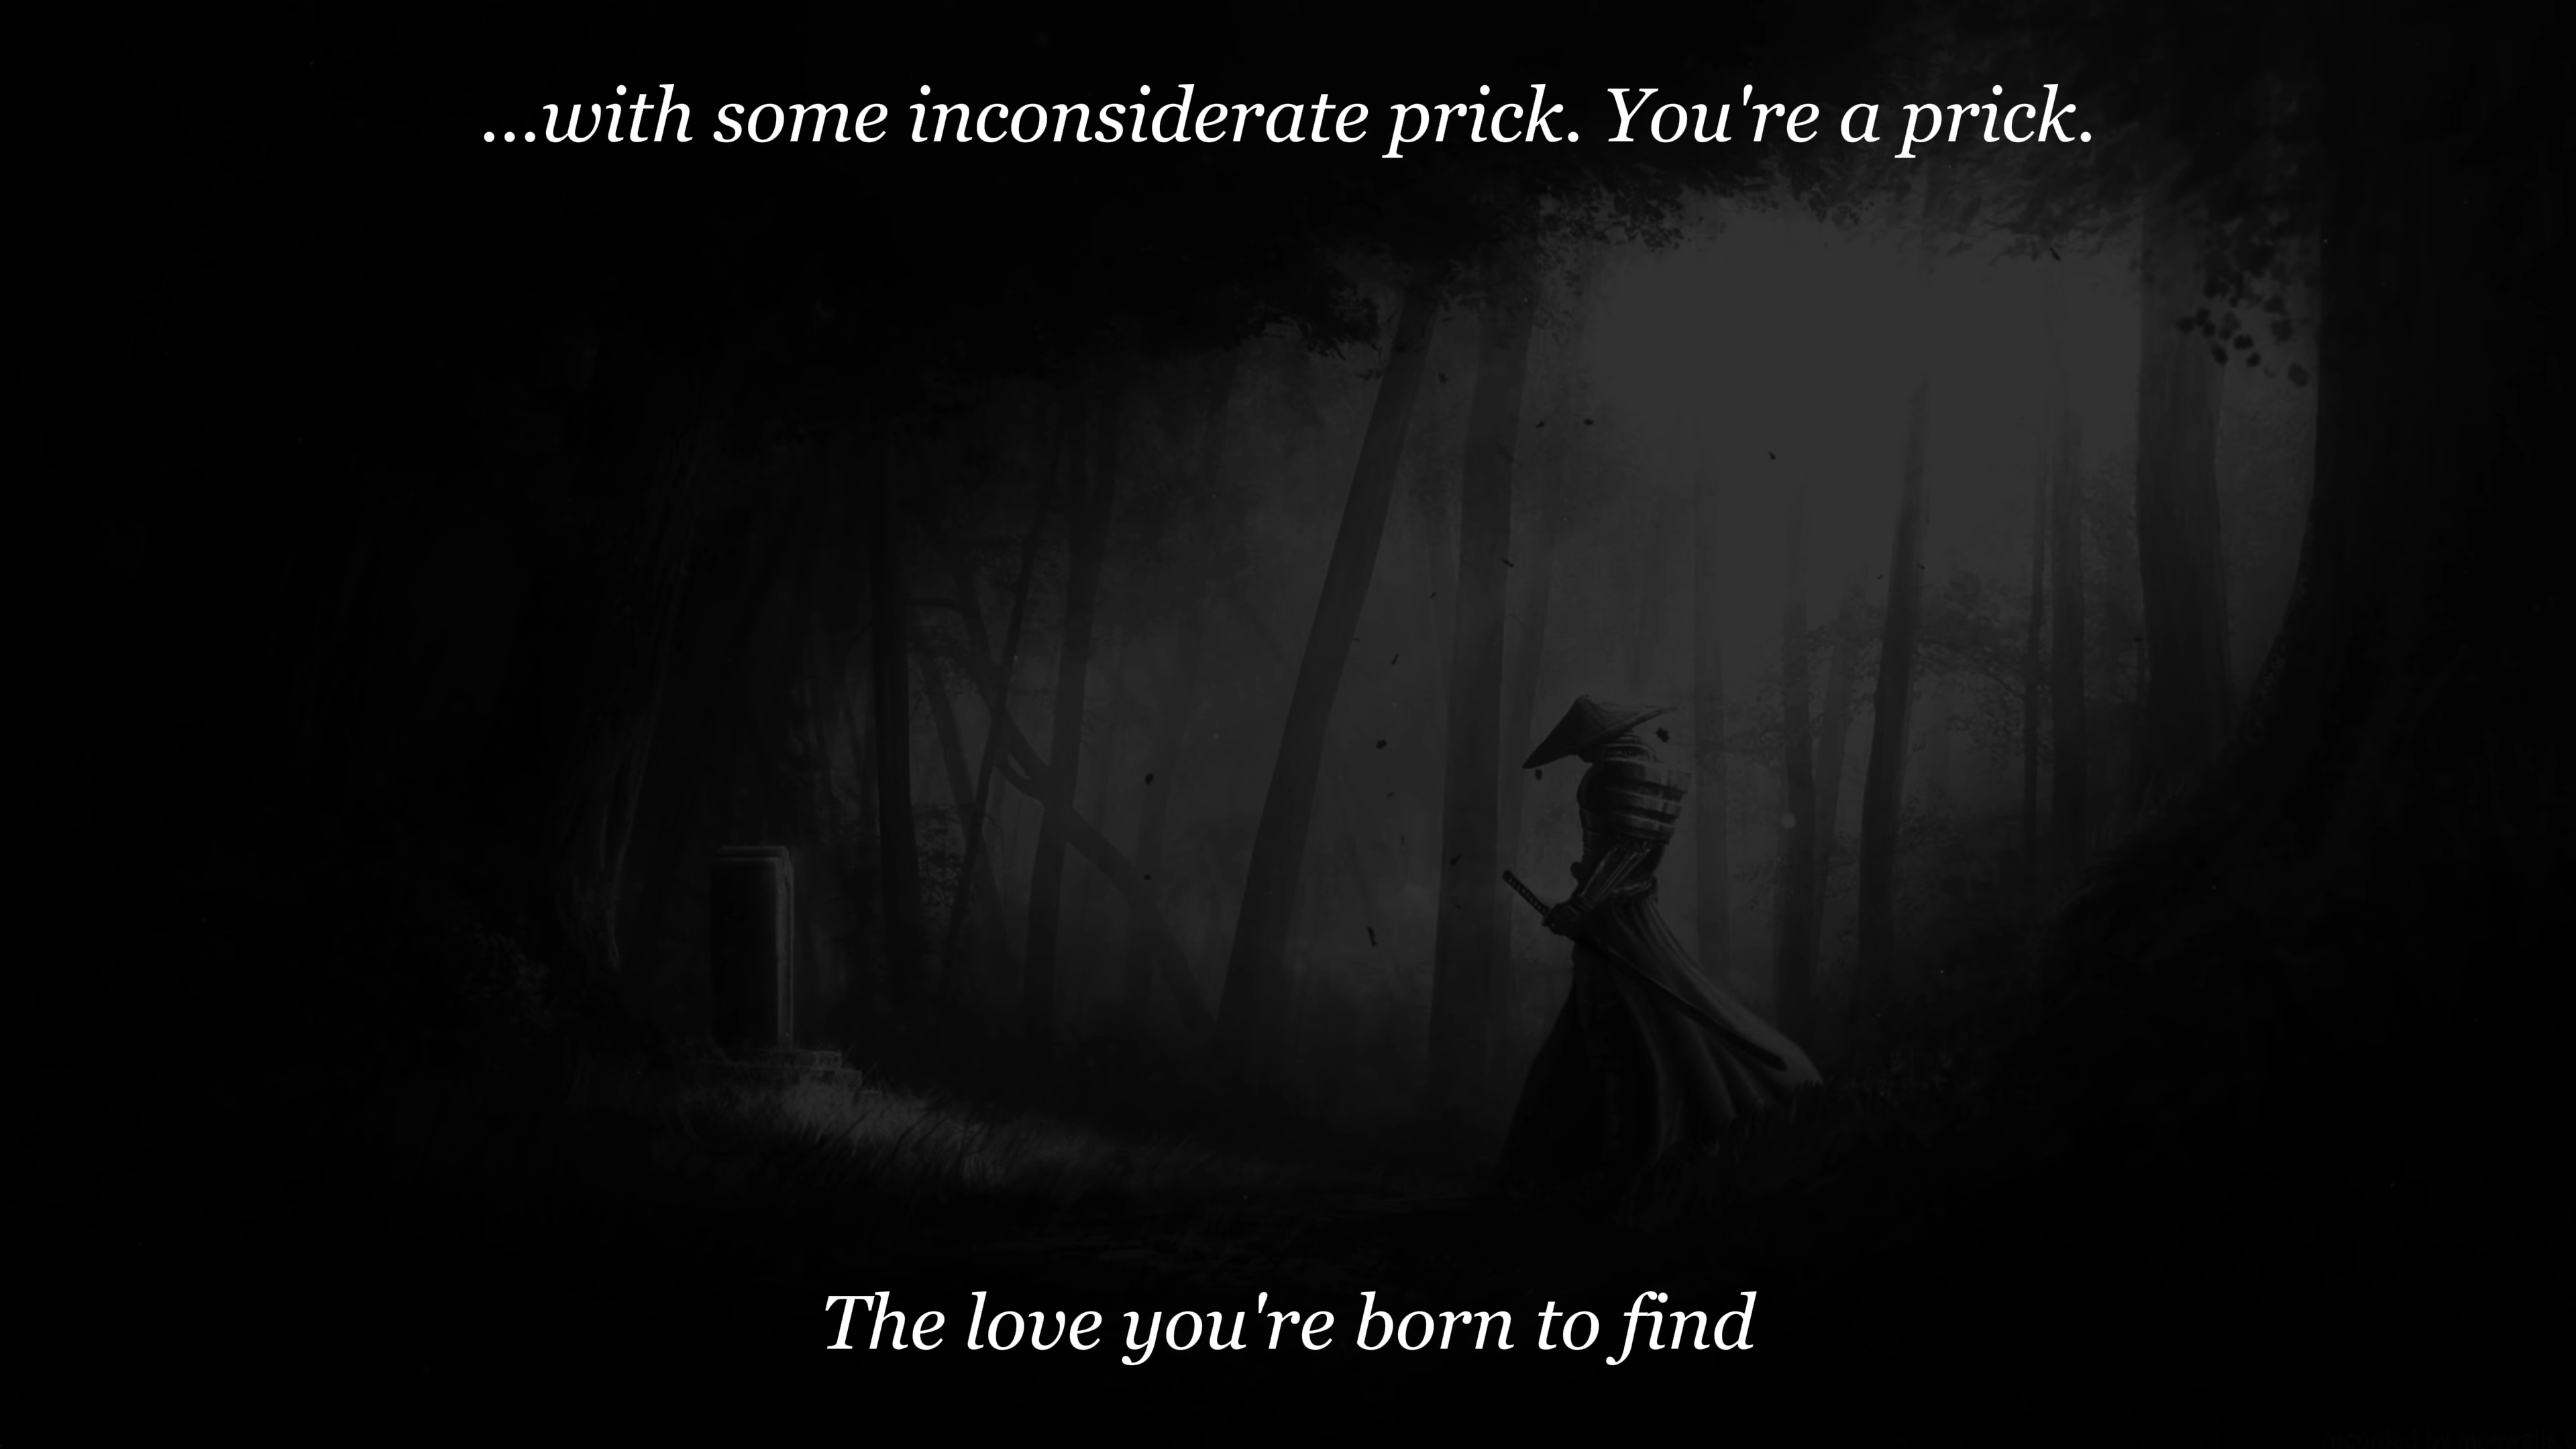 ...with some inconsiderate prick. You're a prick.
The love you're born to find